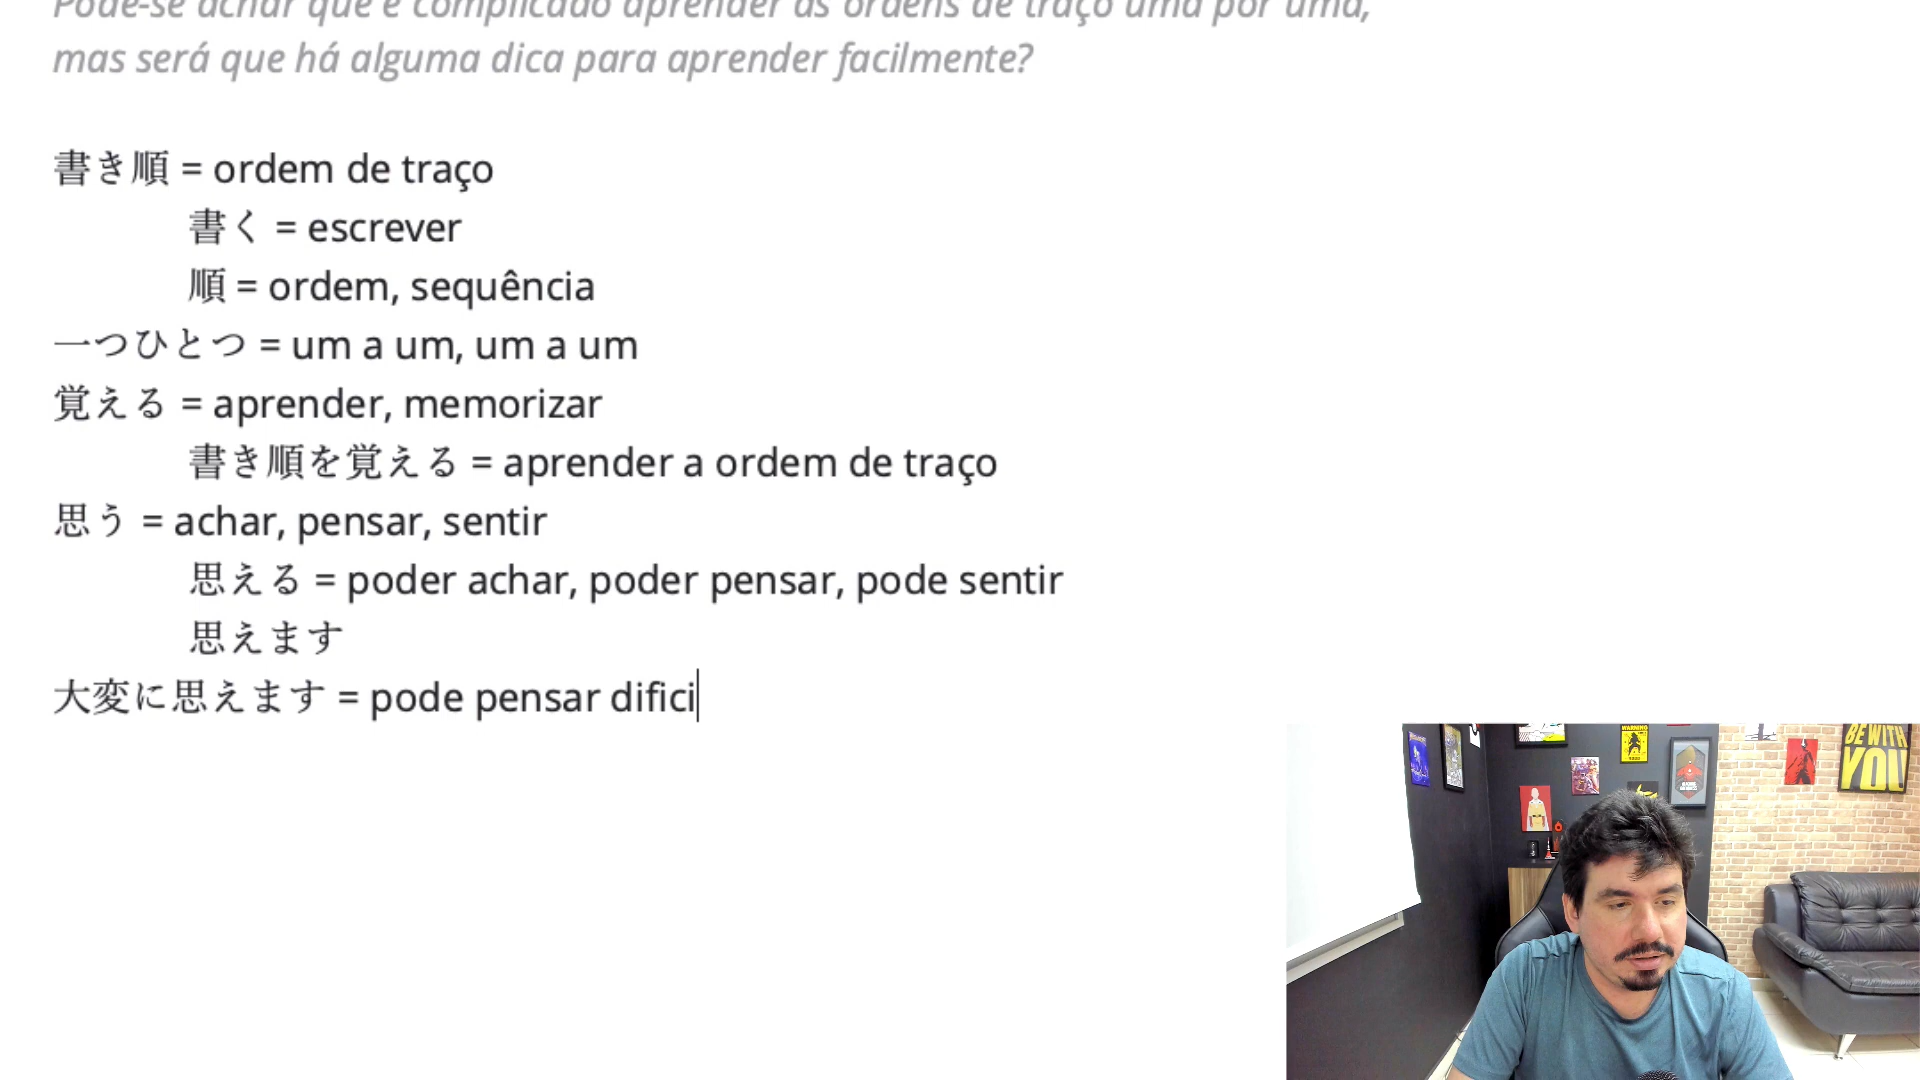 Pode-se achar que é complicado aprender as ordens de traço uma por uma,
mas será que há alguma dica para aprender facilmente?
書き順 = ordem de traço
書く = escrever
順 = ordem, sequência
一つひとつ = um a um, um a um
覚える = aprender, memorizar
書き順を覚える = aprender a ordem de traço
思う = achar, pensar, sentir
思える = poder achar, poder pensar, pode sentir
思えます
大変に思えます = pode pensar difici
WARNING
BE WITH
YOU